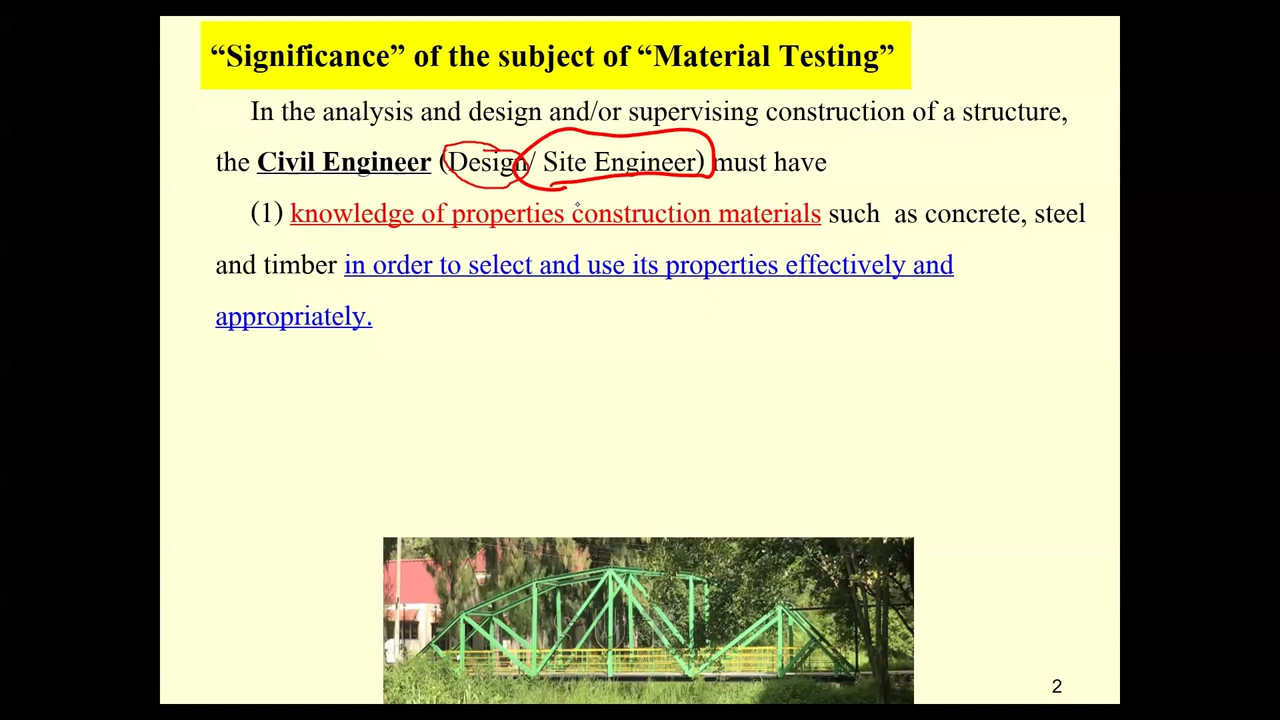 “Significance” of the subject of “Material Testing”
In the analysis and design and/or supervising construction of a structure,
the Civil Engineer (Design/ Site Engineer) must have
(1) knowledge of properties construction materials such as concrete, steel
and timber in order to select and use its properties effectively and
appropriately.
2